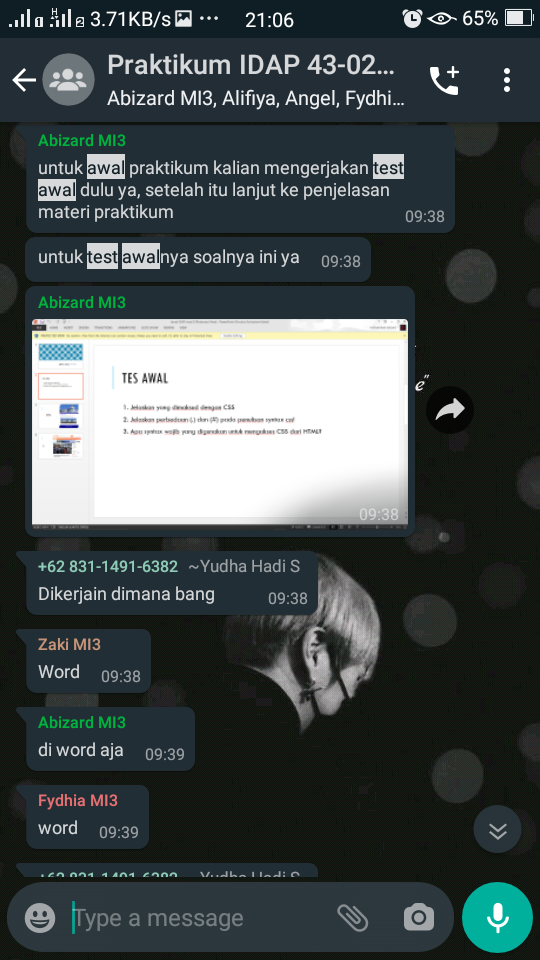 3.71KB/s
21:06
65%
Praktikum IDAP 43-02...
Abizard MI3, Alifiya, Angel, Fydhi...
Abizard MI3
untuk awal praktikum kalian mengerjakan test
awal dulu ya, setelah itu lanjut ke penjelasan
materi praktikum
09:38
untuk test awalnya soalnya ini ya 09:38
Abizard MI3
TES AWAL
1. Jelaskan yang dimaksud dengan CSS
2. Jelaskan perbedaan (.) dan (#) pada penulisan syntax css!
3. Apa syntax wajib yang digunakan untuk mengakses CSS dari HTML?
e"
09:38
+62 831-1491-6382 ~Yudha Hadi S
Dikerjain dimana bang 09:38
Zaki MI3
Word 09:38
Abizard MI3
di word aja 09:39
Fydhia MI3
word 09:39
+62 831-1491-6382 ~Yudha Hadi S
Type a message